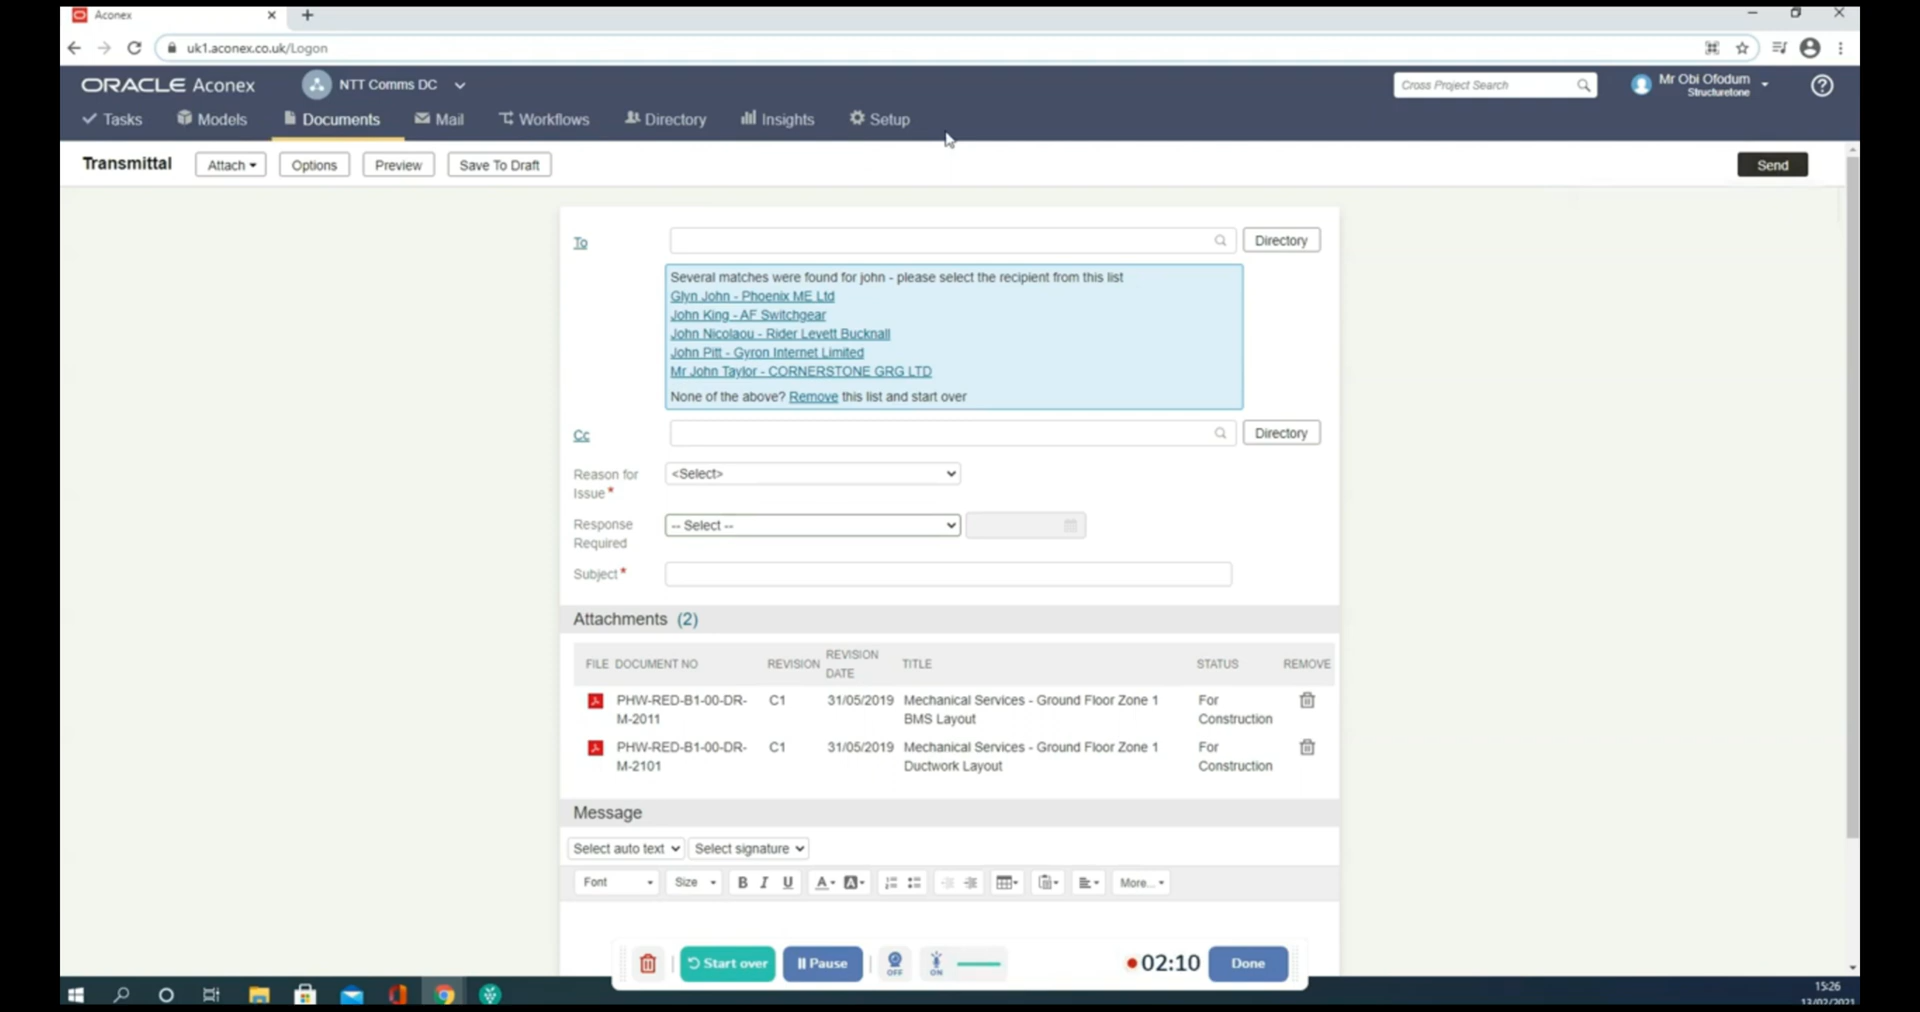 Aconex
uk1.aconex.co.uk/Logon
ORACLE Aconex
NTT Comms DC
Cross Project Search
Mr Obi Ofodum
Structuretone
Tasks
Models
Documents
Mail
Workflows
Directory
Insights
Setup
Transmittal
Attach
Options
Preview
Save To Draft
Send
To
Directory
Several matches were found for john - please select the recipient from this list
Glyn John - Phoenix ME Ltd
John King - AF Switchgear
John Nicolaou - Rider Levett Bucknall
John Pitt - Gyron Internet Limited
Mr John Taylor - CORNERSTONE GRG LTD
None of the above? Remove this list and start over
Cc
Directory
Reason for
Issue *
<Select>
Response
Required
-- Select --
Subject *
Attachments (2)
FILE DOCUMENT NO REVISION REVISION DATE TITLE STATUS REMOVE
PHW-RED-B1-00-DR- C1 31/05/2019 Mechanical Services - Ground Floor Zone 1 For
M-2011 BMS Layout Construction
PHW-RED-B1-00-DR- C1 31/05/2019 Mechanical Services - Ground Floor Zone 1 For
M-2101 Ductwork Layout Construction
Message
Select auto text Select signature
Font Size B I U A A More...
Start over
Pause
OFF
ON
02:10
Done
15:26
13/02/2021